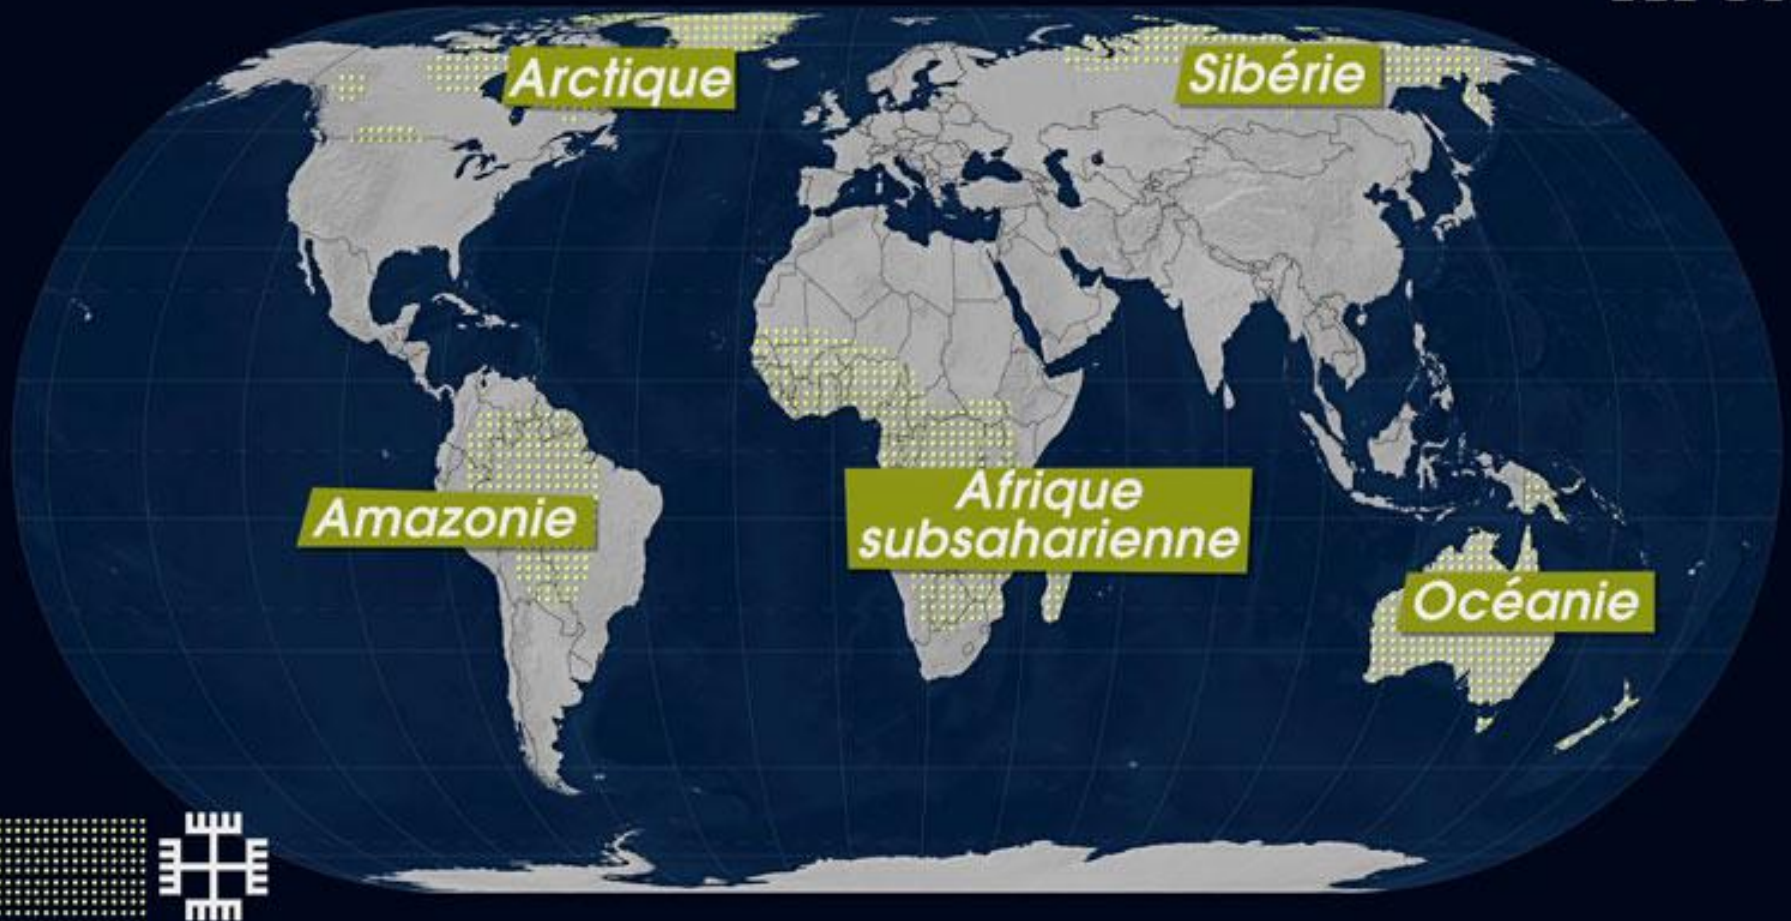 Arctique
Sibérie
Amazonie
Afrique
subsaharienne
Océanie